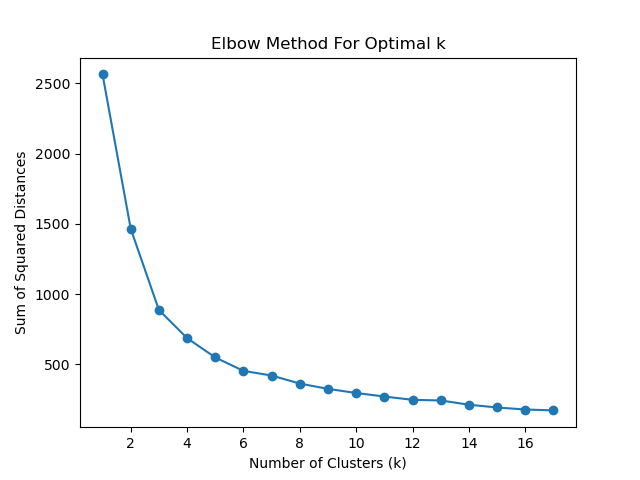 Elbow Method For Optimal k
2500
2000
1500
1000
500
Sum of Squared Distances
2 4 6 8 10 12 14 16
Number of Clusters (k)